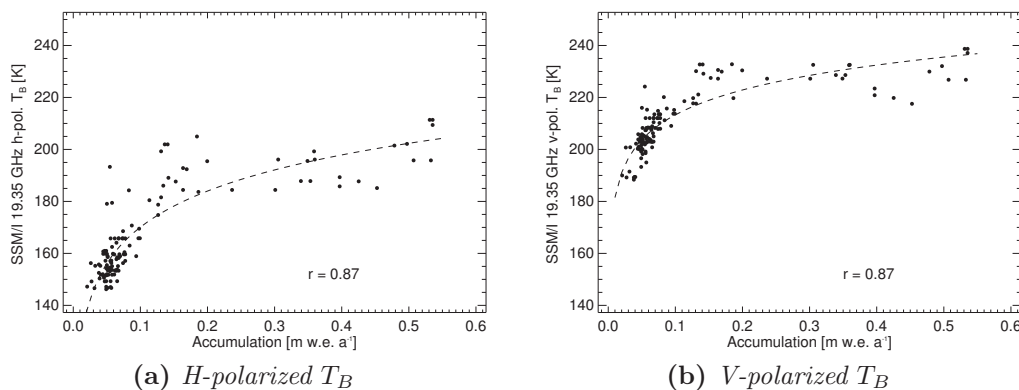 SSM/I 19.35 GHz h-pol. T_B [K]
240
220
200
180
160
140
r = 0.87
0.0 0.1 0.2 0.3 0.4 0.5 0.6
Accumulation [m w.e. a⁻¹]
(a) H-polarized T_B
SSM/I 19.35 GHz v-pol. T_B [K]
240
220
200
180
160
140
r = 0.87
0.0 0.1 0.2 0.3 0.4 0.5 0.6
Accumulation [m w.e. a⁻¹]
(b) V-polarized T_B